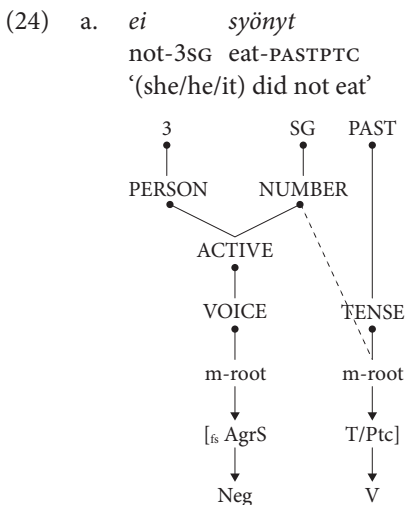 (24) a. ei syönyt
not-3SG eat-PASTPTC
‘(she/he/it) did not eat’
3 SG PAST
PERSON NUMBER
ACTIVE
VOICE TENSE
m-root m-root
[fs AgrS T/Ptc]
Neg V